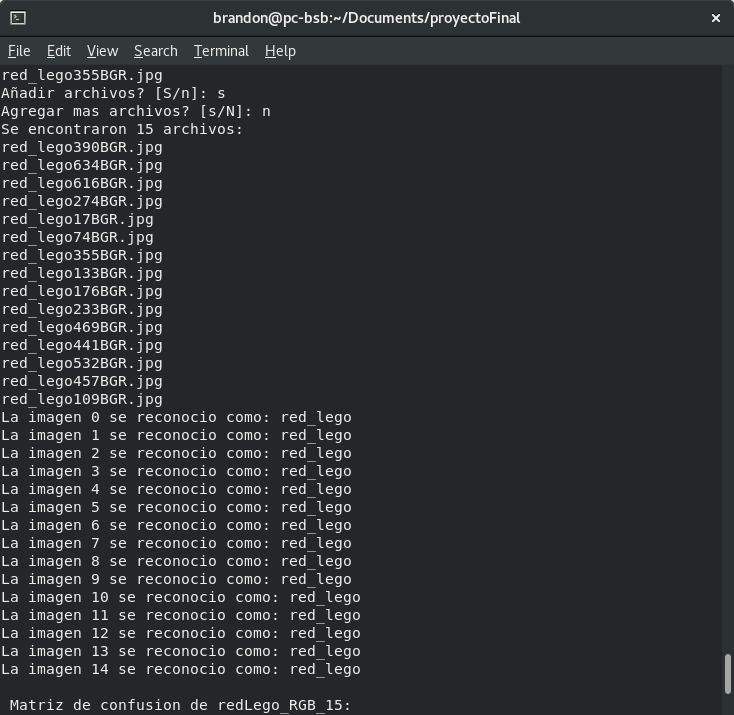 brandon@pc-bsb:~/Documents/proyectoFinal
File Edit View Search Terminal Help
red_lego355BGR.jpg
Añadir archivos? [S/n]: s
Agregar mas archivos? [s/N]: n
Se encontraron 15 archivos:
red_lego390BGR.jpg
red_lego634BGR.jpg
red_lego616BGR.jpg
red_lego274BGR.jpg
red_lego17BGR.jpg
red_lego74BGR.jpg
red_lego355BGR.jpg
red_lego133BGR.jpg
red_lego176BGR.jpg
red_lego233BGR.jpg
red_lego469BGR.jpg
red_lego441BGR.jpg
red_lego532BGR.jpg
red_lego457BGR.jpg
red_lego109BGR.jpg
La imagen 0 se reconocio como: red_lego
La imagen 1 se reconocio como: red_lego
La imagen 2 se reconocio como: red_lego
La imagen 3 se reconocio como: red_lego
La imagen 4 se reconocio como: red_lego
La imagen 5 se reconocio como: red_lego
La imagen 6 se reconocio como: red_lego
La imagen 7 se reconocio como: red_lego
La imagen 8 se reconocio como: red_lego
La imagen 9 se reconocio como: red_lego
La imagen 10 se reconocio como: red_lego
La imagen 11 se reconocio como: red_lego
La imagen 12 se reconocio como: red_lego
La imagen 13 se reconocio como: red_lego
La imagen 14 se reconocio como: red_lego
Matriz de confusion de redLego_RGB_15: